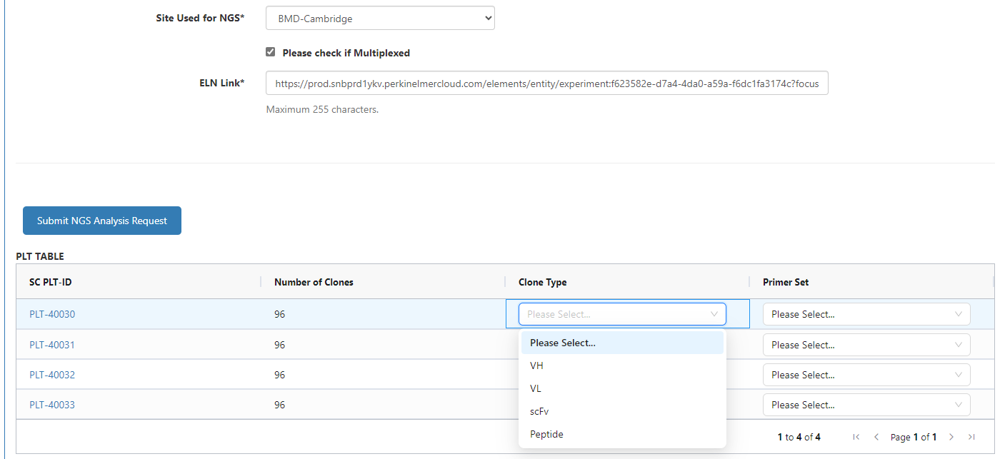 Site Used for NGS*
BMD-Cambridge
Please check if Multiplexed
ELN Link*
https://prod.snbprd1ykv.perkinelmercloud.com/elements/entity/experiment:f623582e-d7a4-4da0-a59a-f6dc1fa3174c?focus
Maximum 255 characters.
Submit NGS Analysis Request
PLT TABLE
SC PLT-ID Number of Clones Clone Type Primer Set
PLT-40030 96 Please Select... Please Select...
Please Select...
PLT-40031 96 Please Select...
VH
PLT-40032 96 Please Select...
VL
PLT-40033 96 Please Select...
scFv
Peptide
1 to 4 of 4 Page 1 of 1